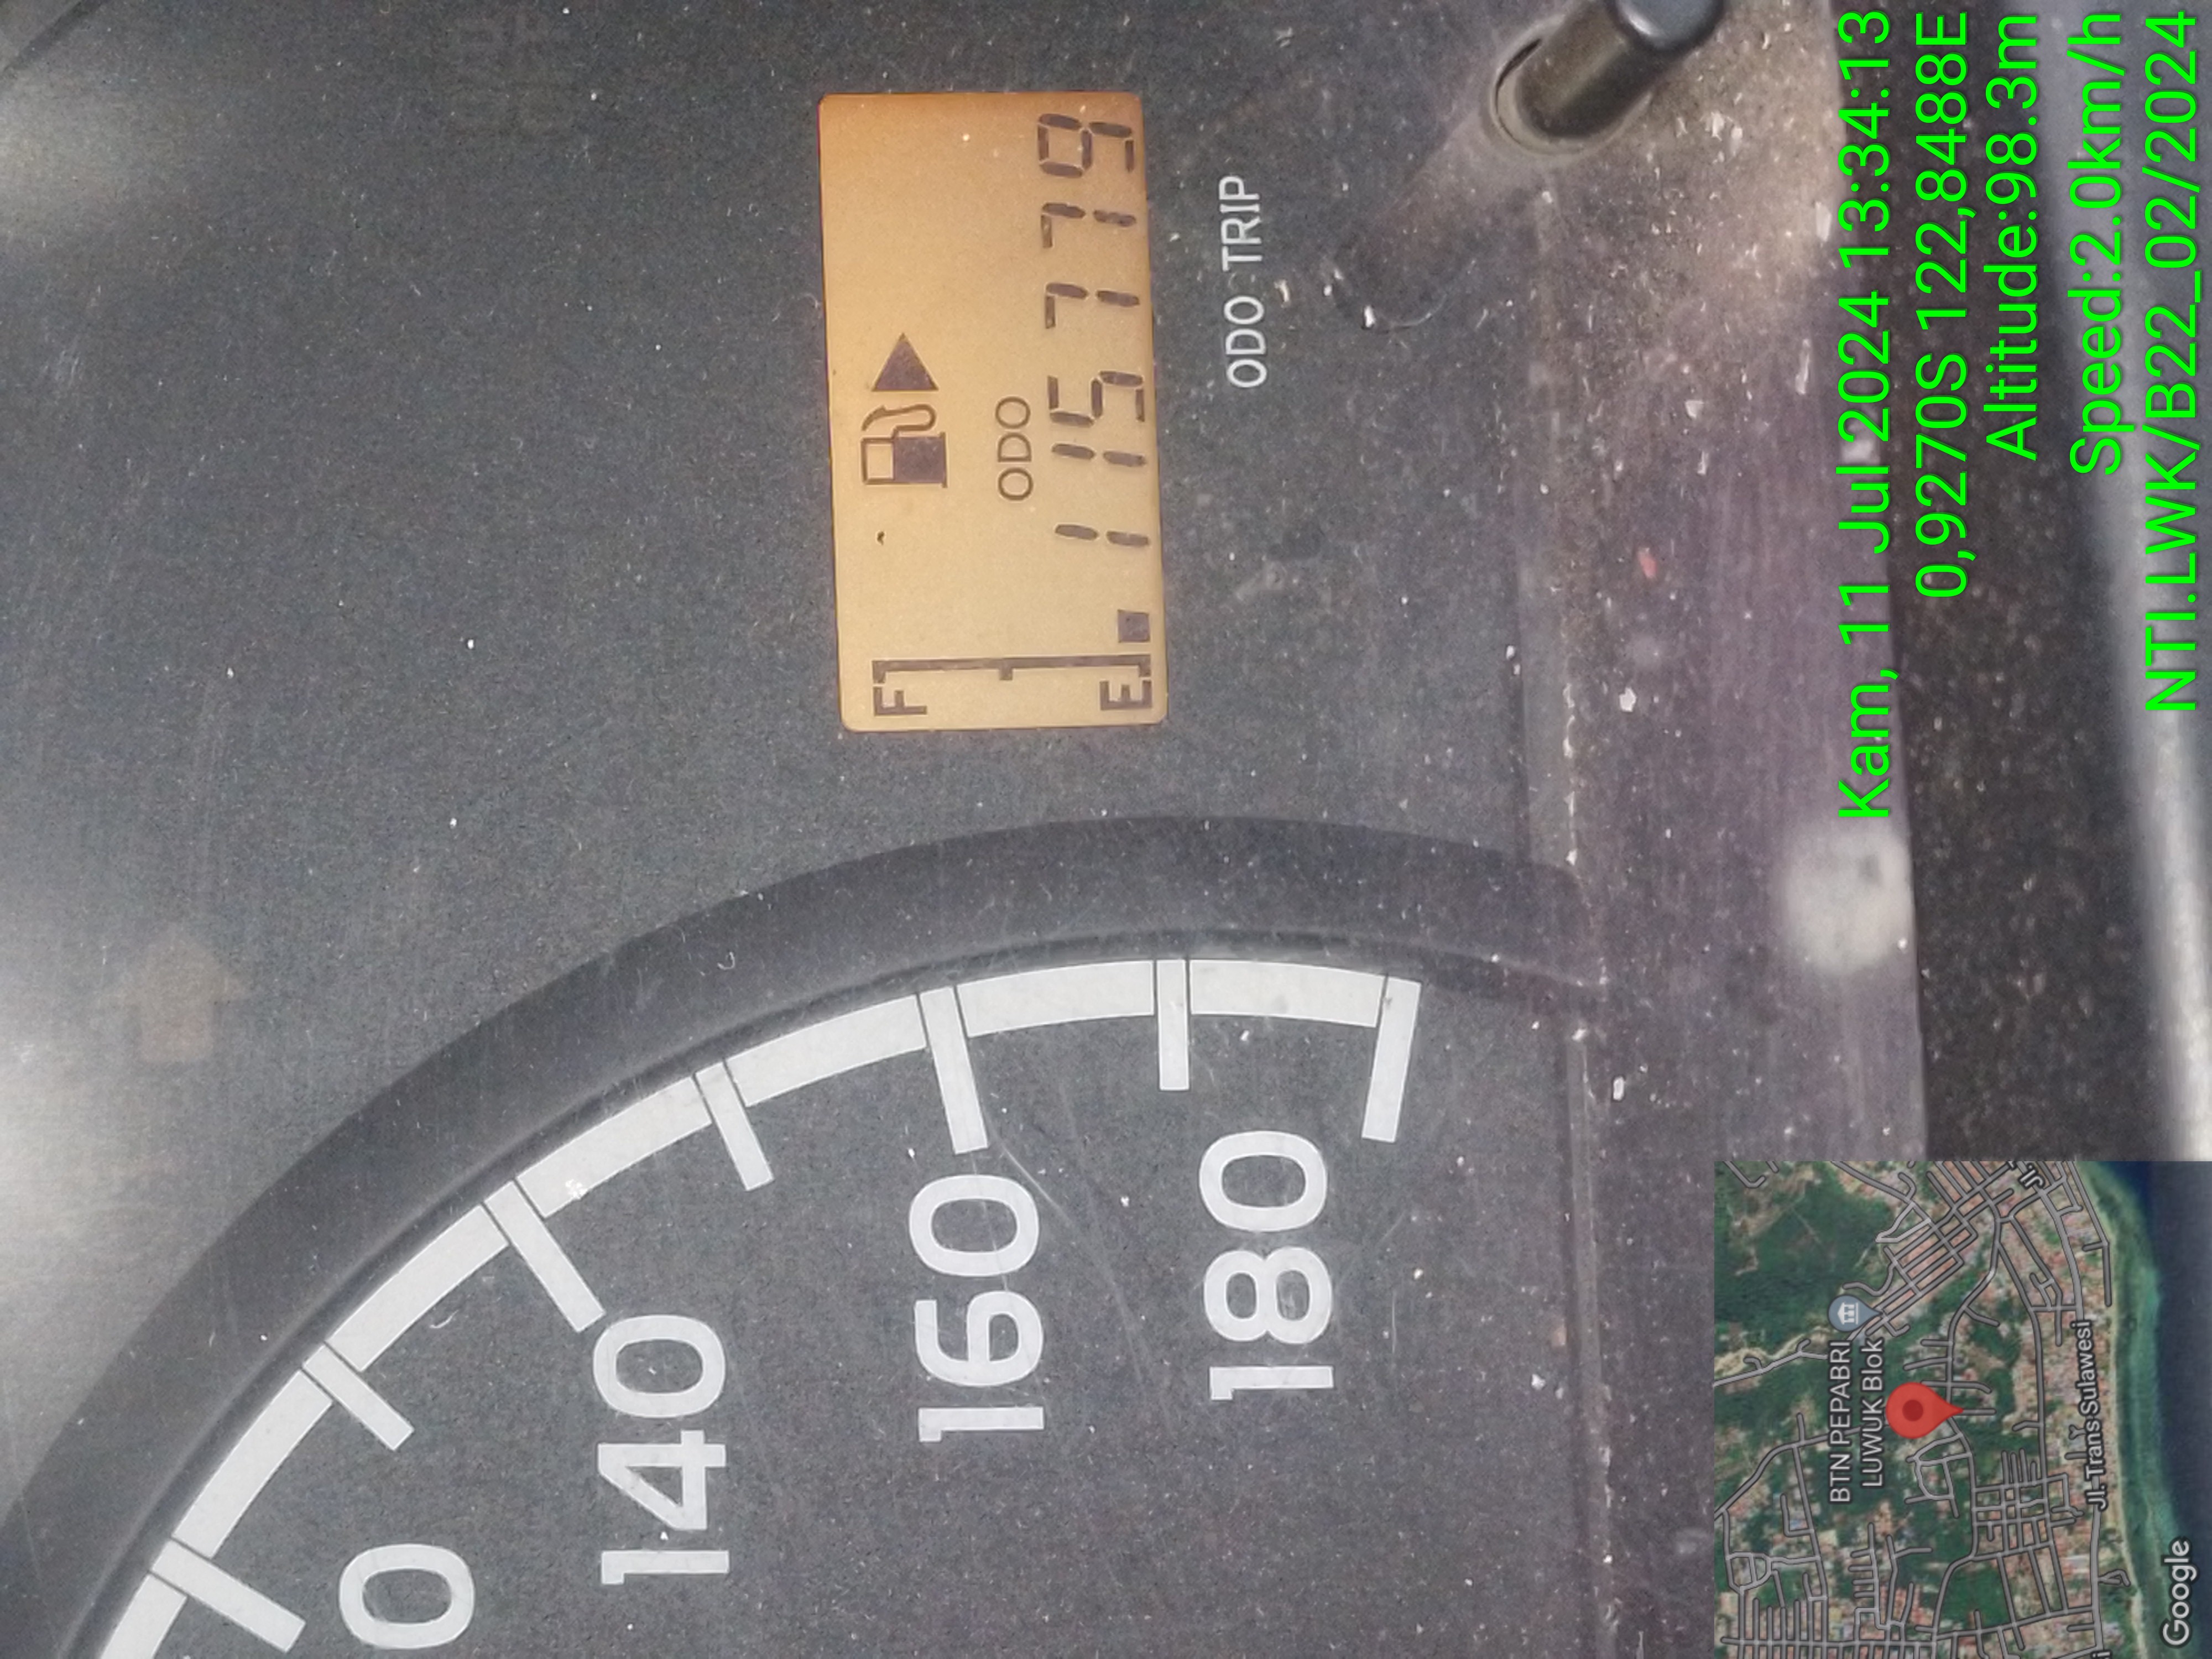 F
ODO
E 115779
ODO TRIP
0
140
160
180
Kam, 11 Jul 2024 13:34:13
0,9270S 122,8488E
Altitude:98.3m
Speed:2.0km/h
NTI.LWK/B22_02/2024
BTN PEPABRI
LUWUK Blok
Jl. Trans Sulawesi
Google